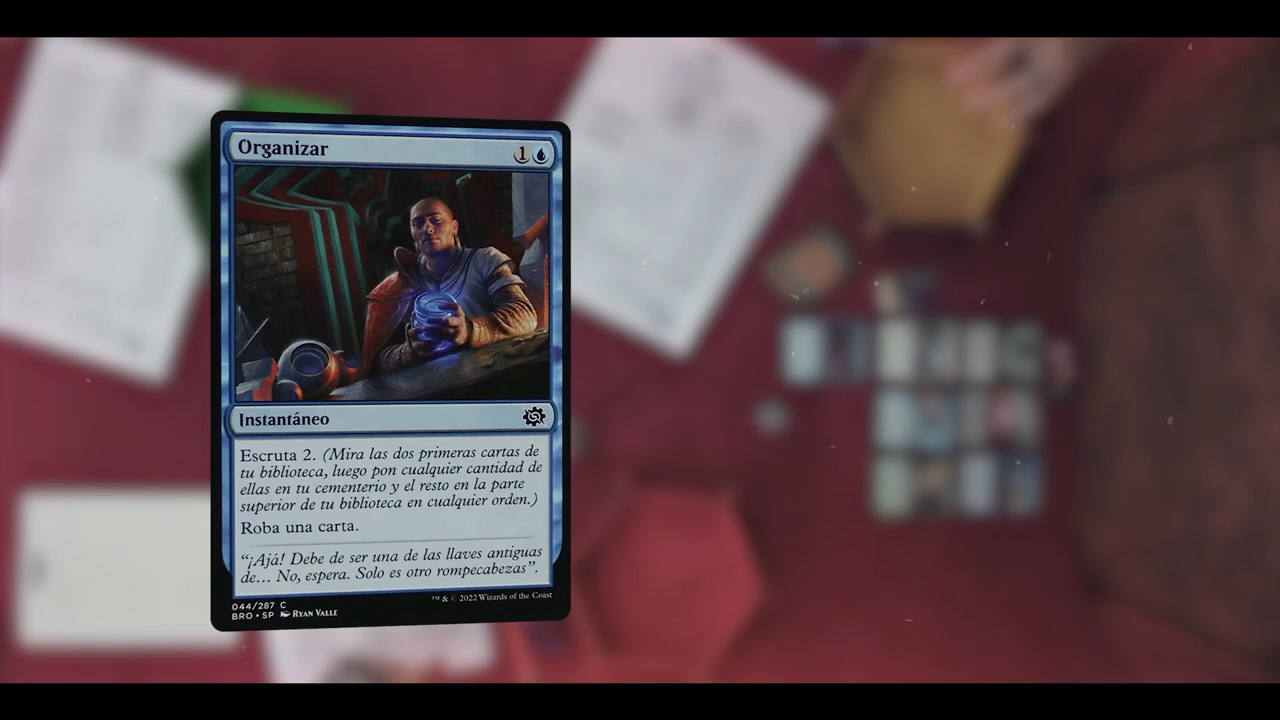 Organizar
1
Instantáneo
Escruta 2. (Mira las dos primeras cartas de
tu biblioteca, luego pon cualquier cantidad de
ellas en tu cementerio y el resto en la parte
superior de tu biblioteca en cualquier orden.)
Roba una carta.
“¡Ajá! Debe de ser una de las llaves antiguas
de… No, espera. Solo es otro rompecabezas”.
044/287 C
BRO • SP RYAN VALLE
™ & © 2022 Wizards of the Coast